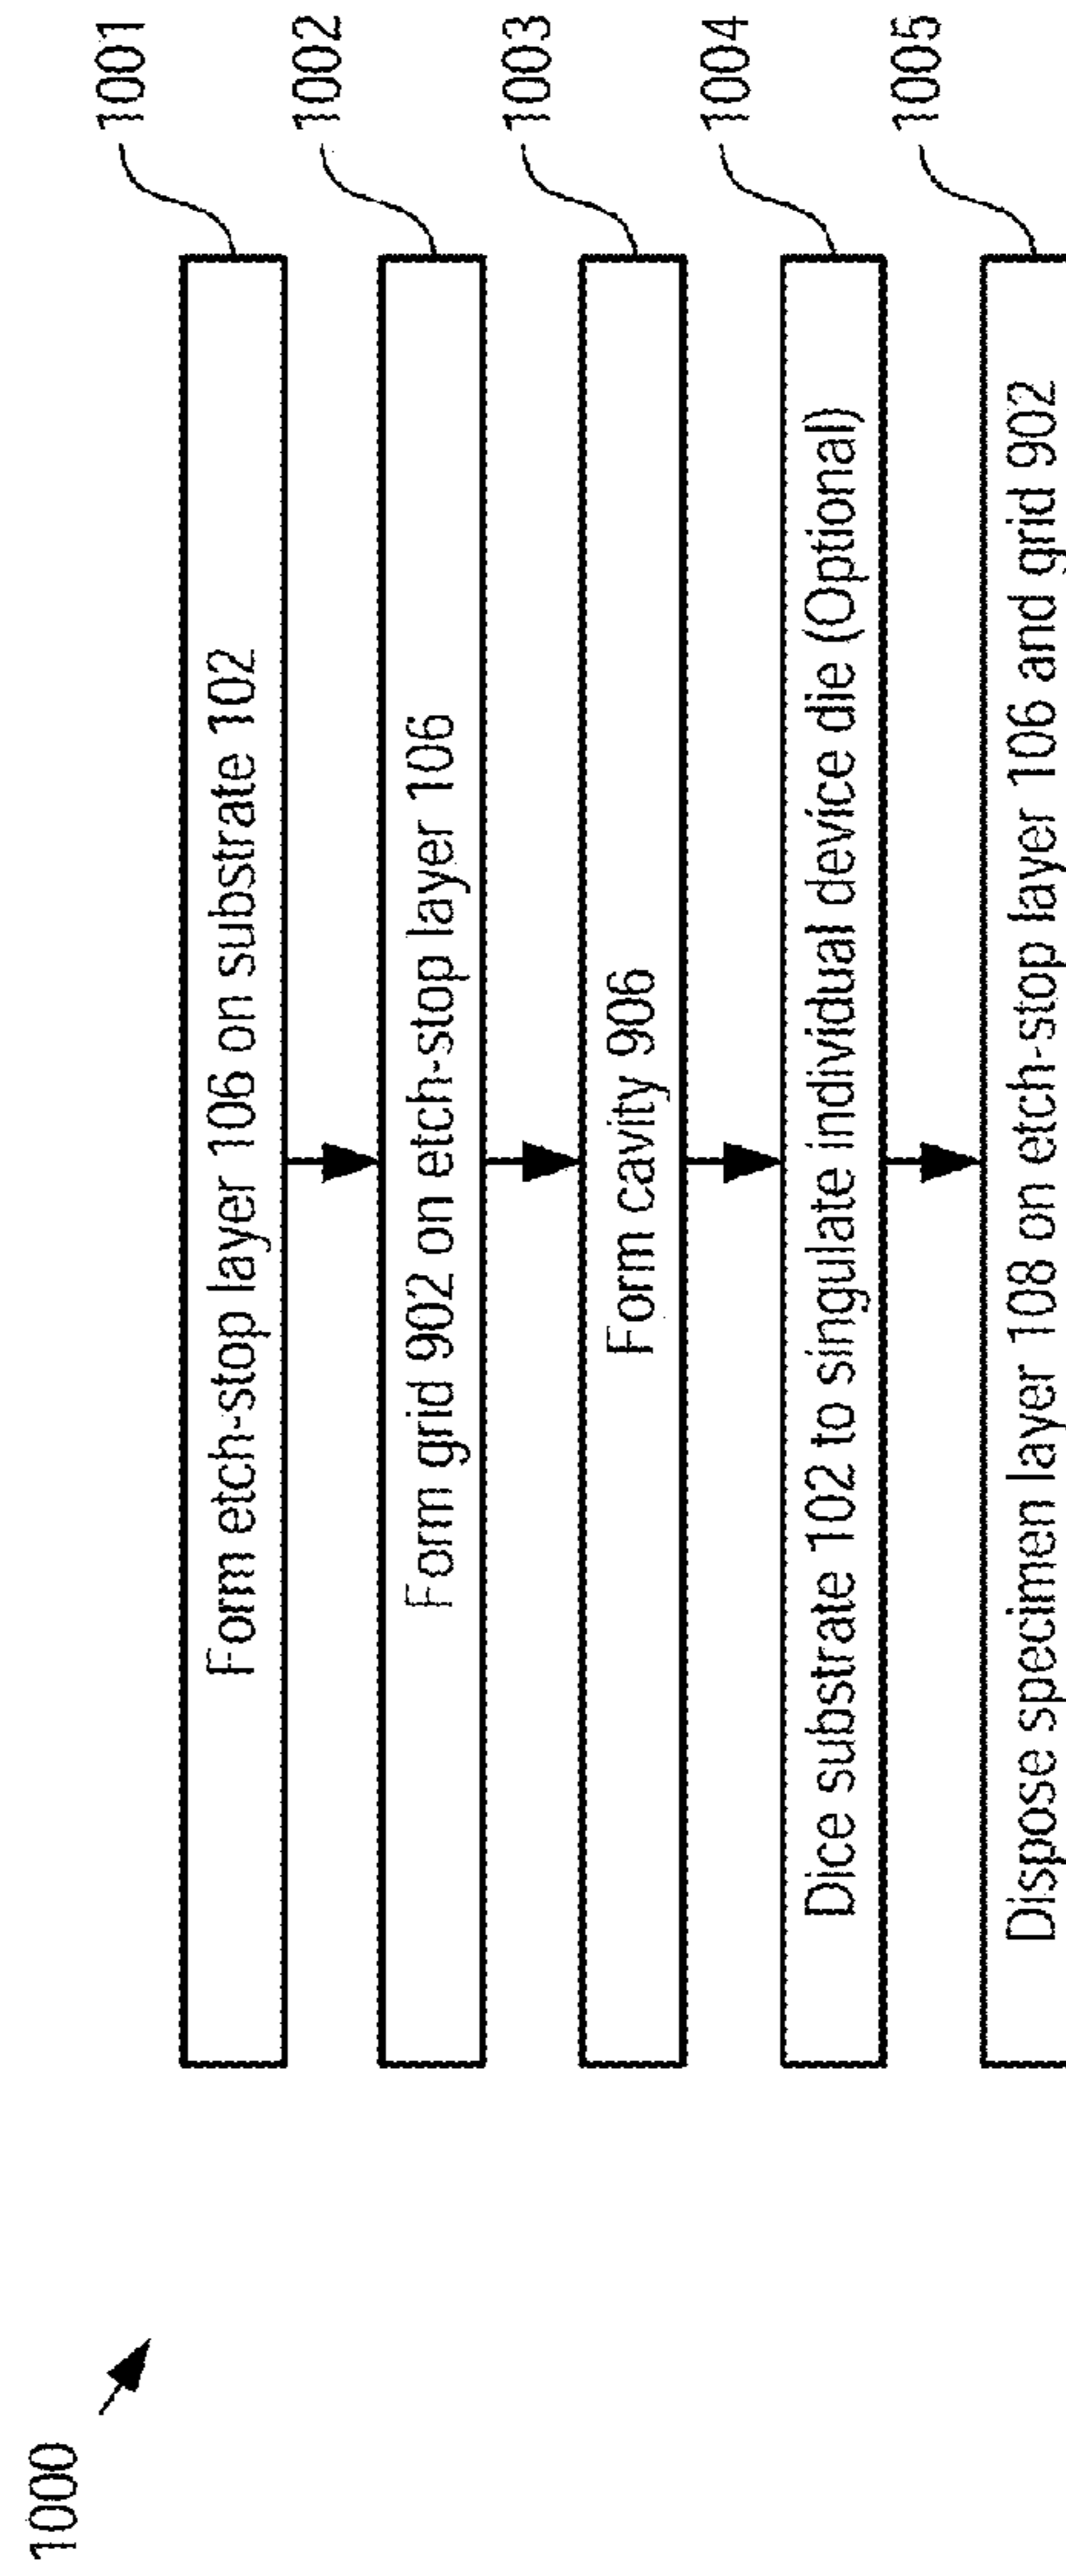 1000
1001
Form etch-stop layer 106 on substrate 102
1002
Form grid 902 on etch-stop layer 106
1003
Form cavity 906
1004
Dice substrate 102 to singulate individual device die (Optional)
1005
Dispose specimen layer 108 on etch-stop layer 106 and grid 902